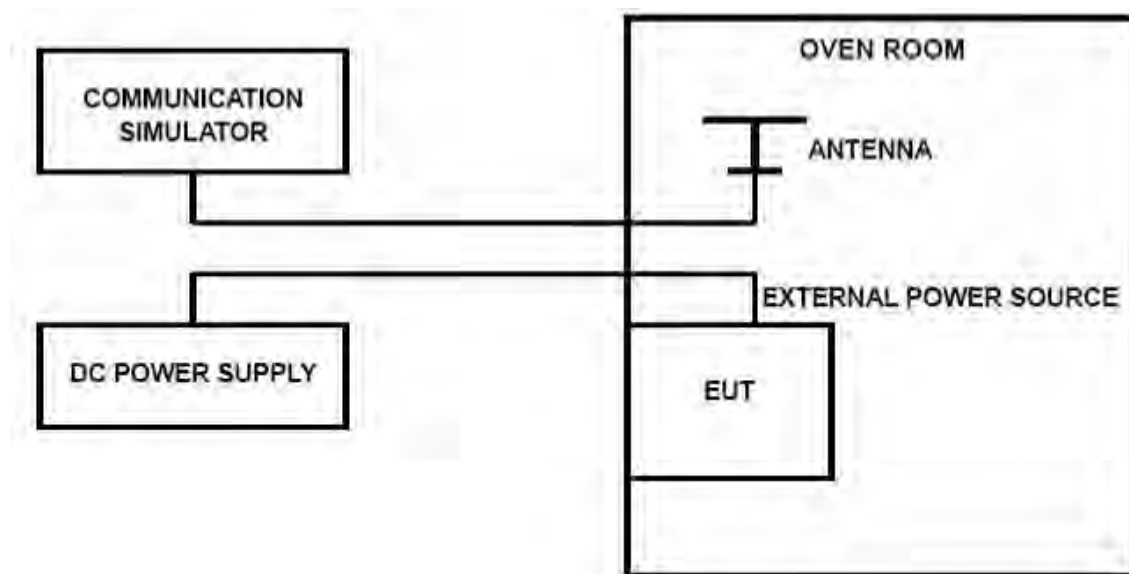 OVEN ROOM
COMMUNICATION
SIMULATOR
ANTENNA
EXTERNAL POWER SOURCE
DC POWER SUPPLY
EUT